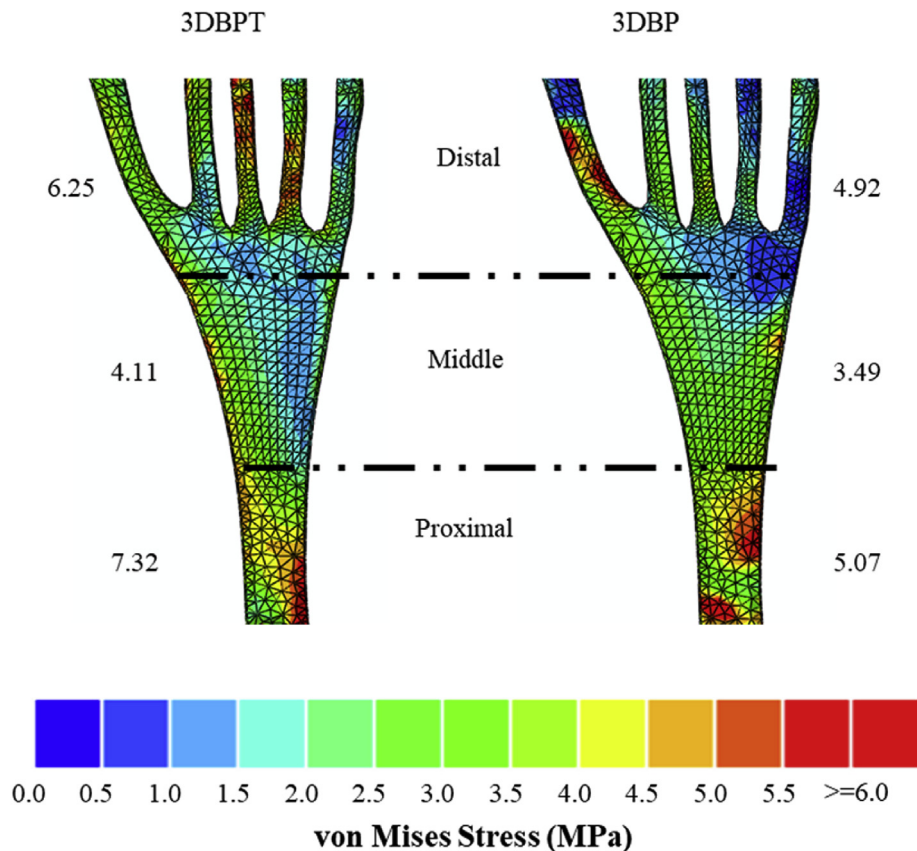 3DBPT 3DBP
Distal
6.25 4.92
4.11 Middle 3.49
Proximal
7.32 5.07
0.0 0.5 1.0 1.5 2.0 2.5 3.0 3.5 4.0 4.5 5.0 5.5 >=6.0
von Mises Stress (MPa)